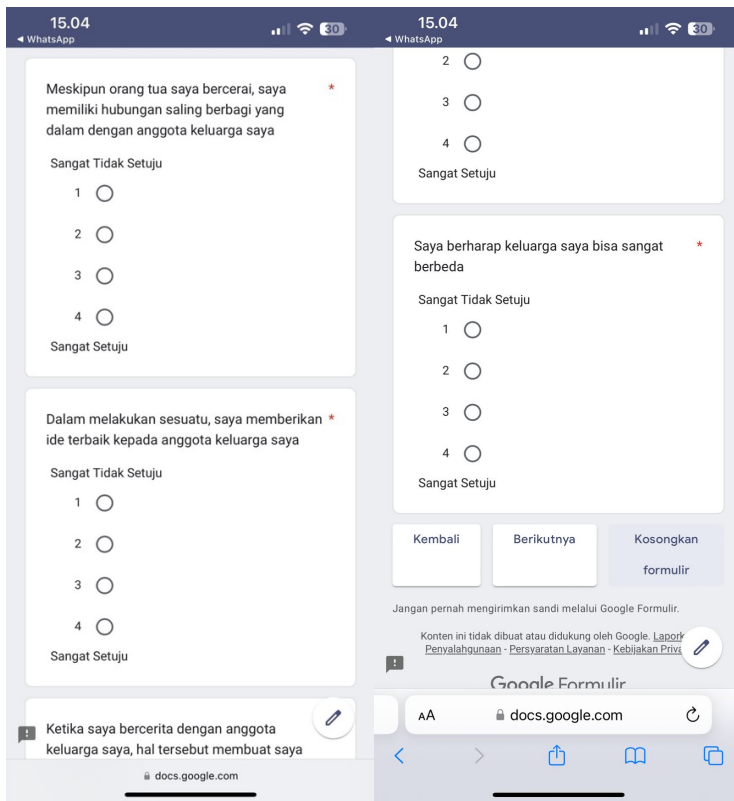 15.04
30
◀ WhatsApp
Meskipun orang tua saya bercerai, saya *
memiliki hubungan saling berbagi yang
dalam dengan anggota keluarga saya
Sangat Tidak Setuju
1
2
3
4
Sangat Setuju
Dalam melakukan sesuatu, saya memberikan *
ide terbaik kepada anggota keluarga saya
Sangat Tidak Setuju
1
2
3
4
Sangat Setuju
Ketika saya bercerita dengan anggota
keluarga saya, hal tersebut membuat saya
docs.google.com
15.04
30
◀ WhatsApp
2
3
4
Sangat Setuju
Saya berharap keluarga saya bisa sangat *
berbeda
Sangat Tidak Setuju
1
2
3
4
Sangat Setuju
Kembali
Berikutnya
Kosongkan
formulir
Jangan pernah mengirimkan sandi melalui Google Formulir.
Konten ini tidak dibuat atau didukung oleh Google. Lapork
Penyalahgunaan - Persyaratan Layanan - Kebijakan Priva
Google Formulir
AA
docs.google.com